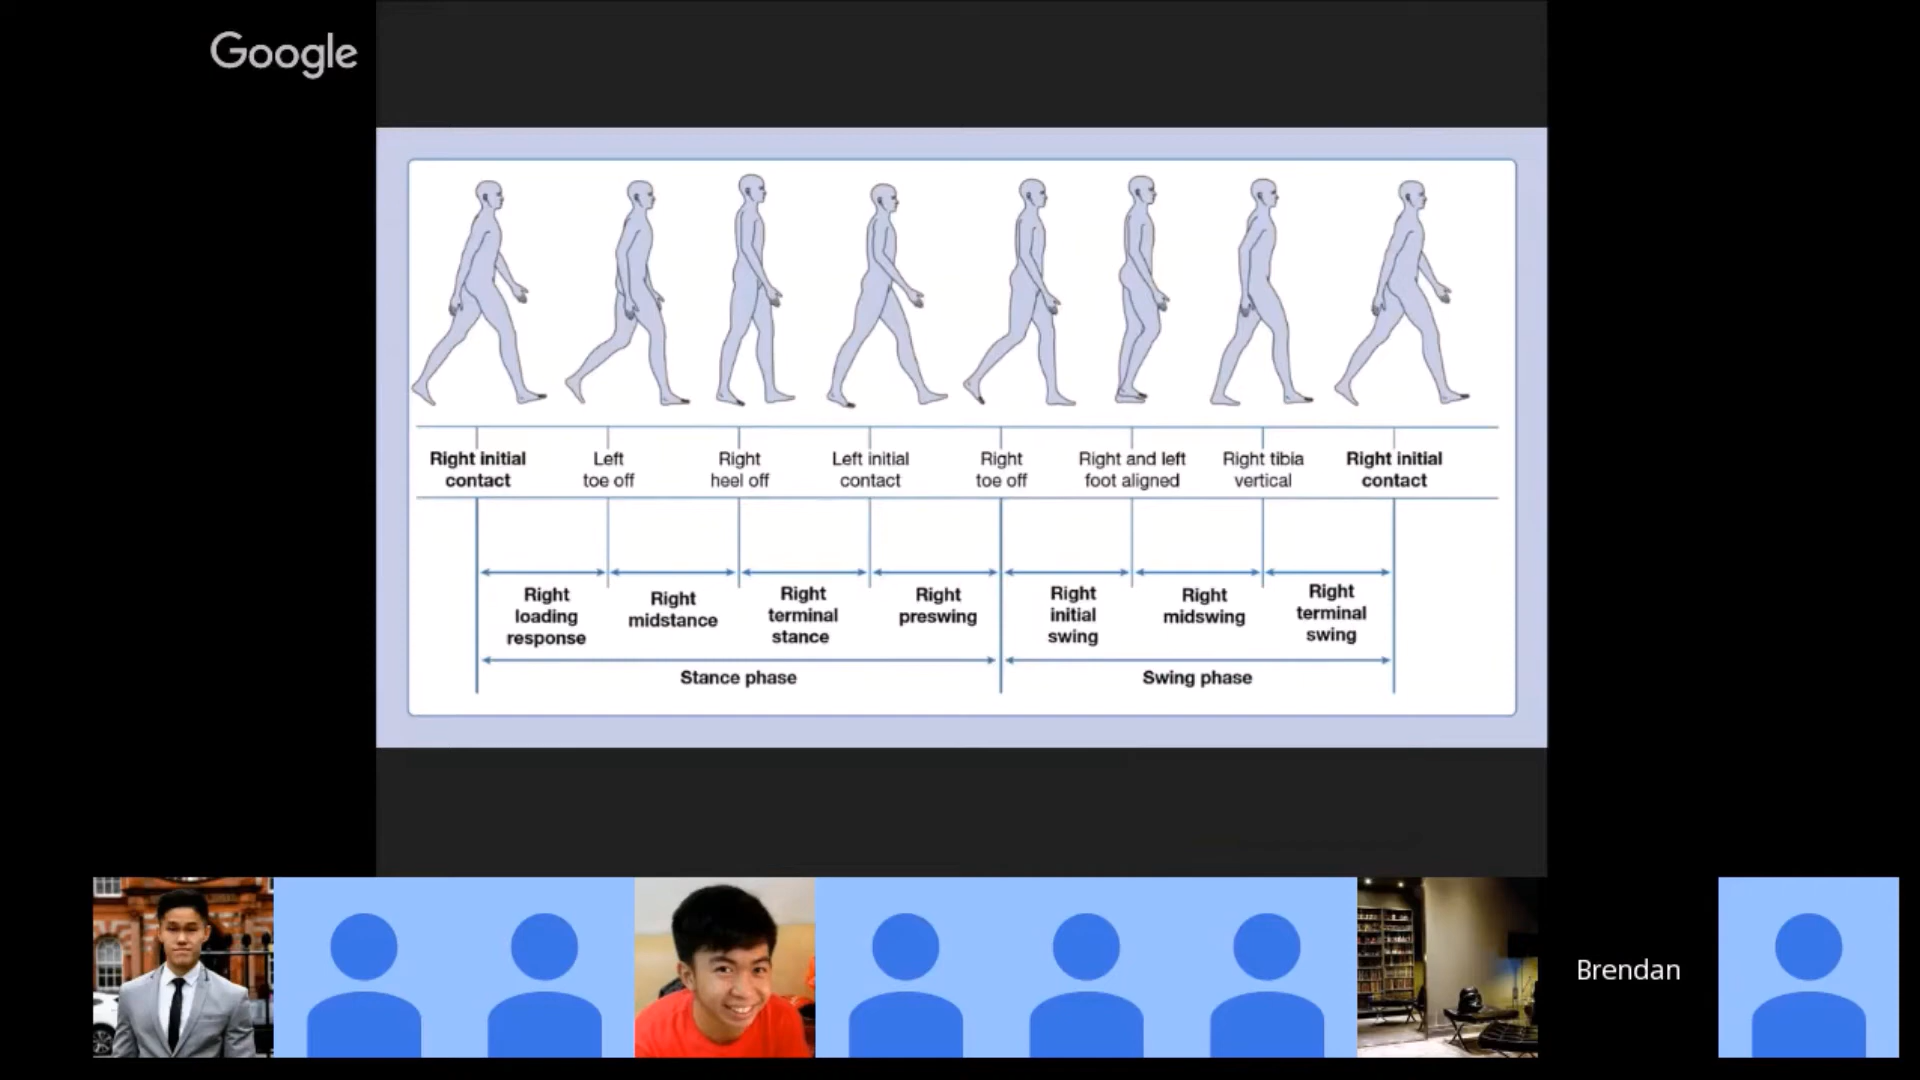 Google
Right initial
contact
Left
toe off
Right
heel off
Left initial
contact
Right
toe off
Right and left
foot aligned
Right tibia
vertical
Right initial
contact
Right
loading
response
Right
midstance
Right
terminal
stance
Right
preswing
Right
initial
swing
Right
midswing
Right
terminal
swing
Stance phase
Swing phase
Brendan